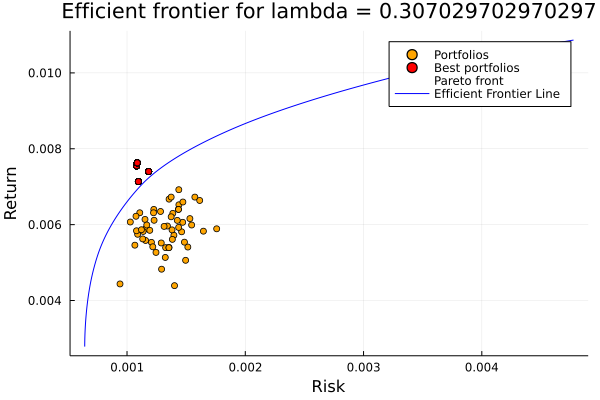 Efficient frontier for lambda = 0.307029702970297
Portfolios
Best portfolios
Pareto front
Efficient Frontier Line
Return
0.010
0.008
0.006
0.004
0.001
0.002
0.003
0.004
Risk